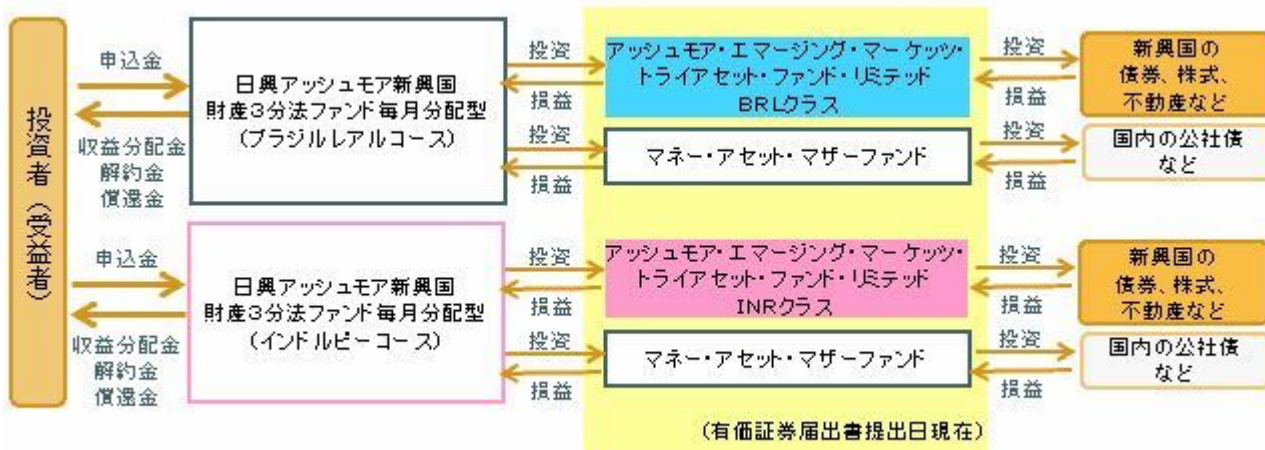 投資者（受益者）
申込金
収益分配金
解約金
償還金
日興アッシュモア新興国
財産３分法ファンド毎月分配型
（ブラジルレアルコース）
投資
損益
投資
損益
アッシュモア・エマージング・マーケッツ・
トライアセット・ファンド・リミテッド
BRLクラス
マネー・アセット・マザーファンド
投資
損益
投資
損益
新興国の
債券、株式、
不動産など
国内の公社債
など
申込金
収益分配金
解約金
償還金
日興アッシュモア新興国
財産３分法ファンド毎月分配型
（インドルピーコース）
投資
損益
投資
損益
アッシュモア・エマージング・マーケッツ・
トライアセット・ファンド・リミテッド
INRクラス
マネー・アセット・マザーファンド
投資
損益
投資
損益
新興国の
債券、株式、
不動産など
国内の公社債
など
（有価証券届出書提出日現在）